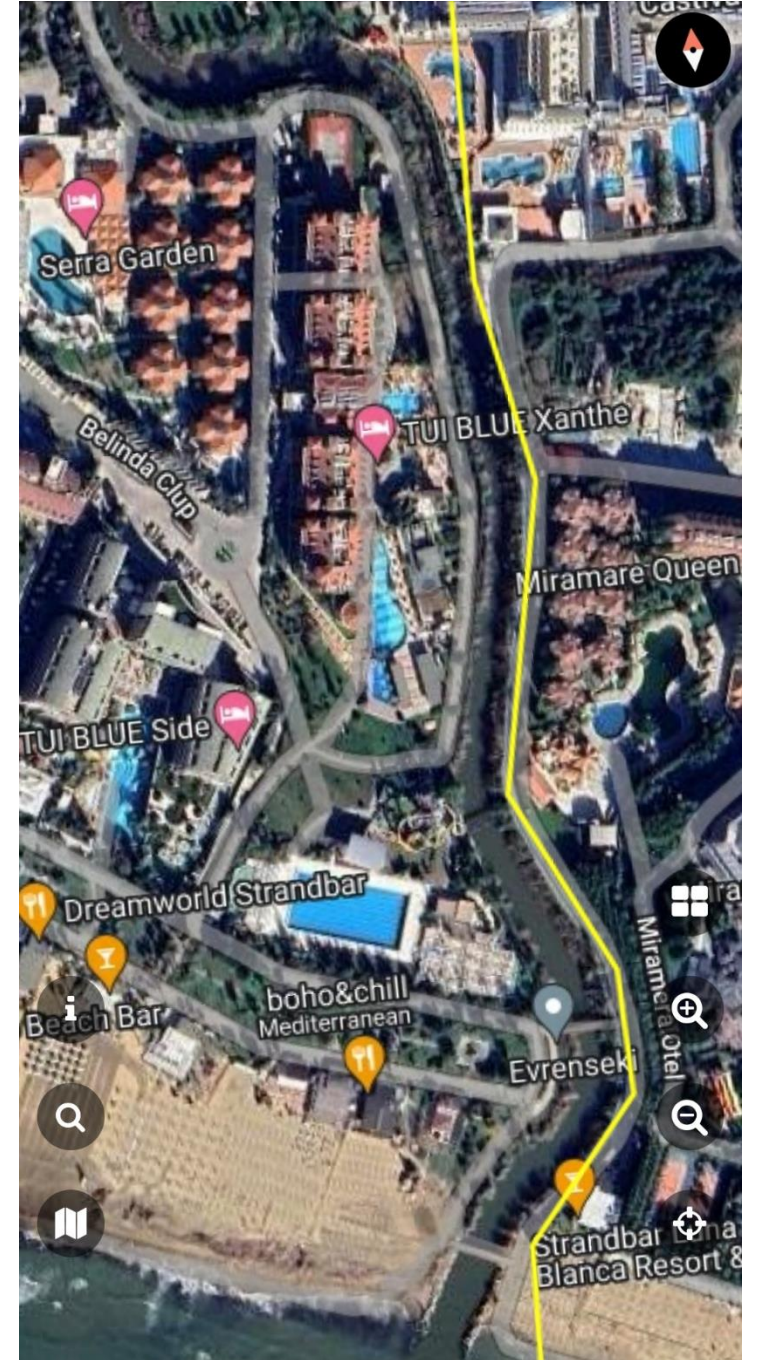 Serra Garden
TUI BLUE Xanthe
Belinda Clup
Miramare Queen
TUI BLUE Side
Dreamworld Strandbar
Miramera Otel
boho&chill
Mediterranean
Beach Bar
Evrenseki
Strandbar
Blanca Resort &